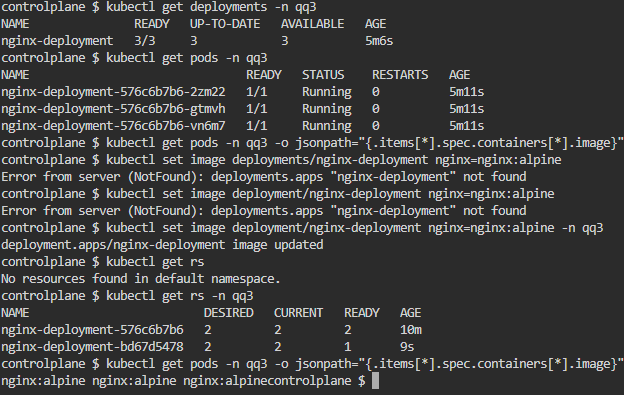 controlplane $ kubectl get deployments -n qq3
NAME               READY   UP-TO-DATE   AVAILABLE   AGE
nginx-deployment   3/3     3            3           5m6s
controlplane $ kubectl get pods -n qq3
NAME                                READY   STATUS    RESTARTS   AGE
nginx-deployment-576c6b7b6-2zm22   1/1     Running   0          5m11s
nginx-deployment-576c6b7b6-gtmvh   1/1     Running   0          5m11s
nginx-deployment-576c6b7b6-vn6m7   1/1     Running   0          5m11s
controlplane $ kubectl get pods -n qq3 -o jsonpath="{.items[*].spec.containers[*].image}"
controlplane $ kubectl set image deployments/nginx-deployment nginx=nginx:alpine
Error from server (NotFound): deployments.apps "nginx-deployment" not found
controlplane $ kubectl set image deployment/nginx-deployment nginx=nginx:alpine
Error from server (NotFound): deployments.apps "nginx-deployment" not found
controlplane $ kubectl set image deployment/nginx-deployment nginx=nginx:alpine -n qq3
deployment.apps/nginx-deployment image updated
controlplane $ kubectl get rs
No resources found in default namespace.
controlplane $ kubectl get rs -n qq3
NAME                          DESIRED   CURRENT   READY   AGE
nginx-deployment-576c6b7b6    2         2         2       10m
nginx-deployment-bd67d5478    2         2         1       9s
controlplane $ kubectl get pods -n qq3 -o jsonpath="{.items[*].spec.containers[*].image}"
nginx:alpine nginx:alpine nginx:alpinecontrolplane $